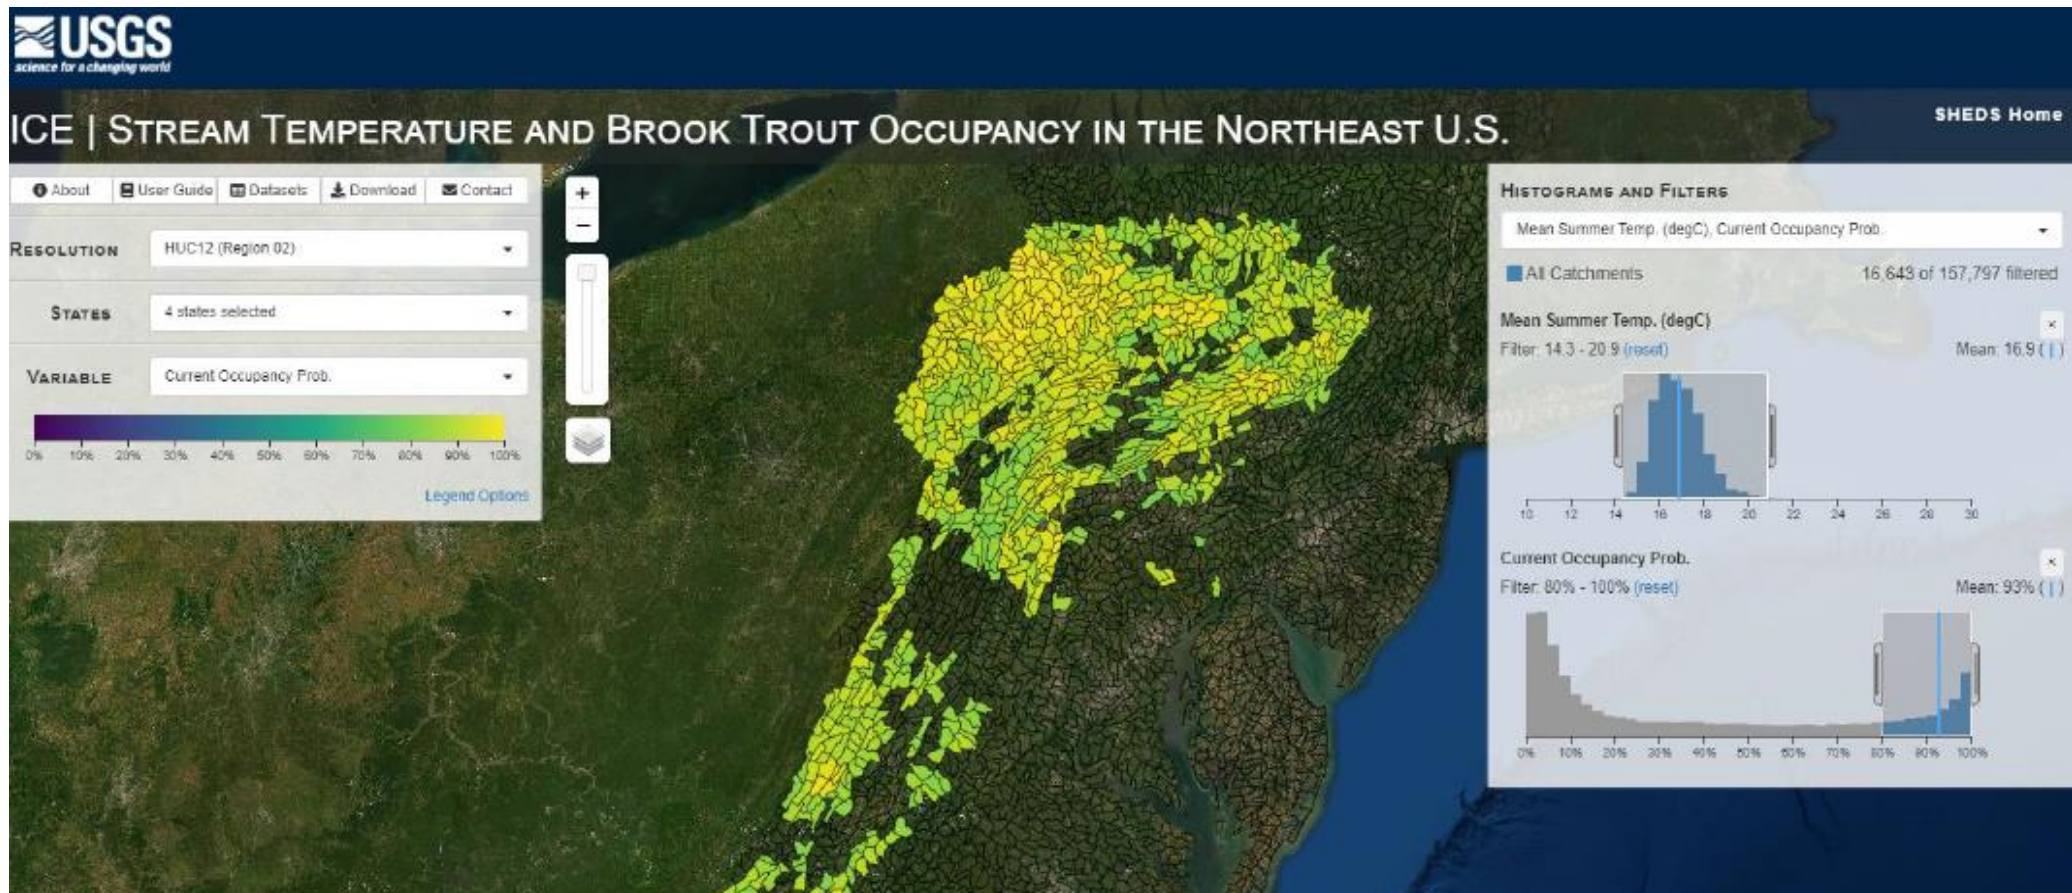 USGS
science for a changing world
ICE | STREAM TEMPERATURE AND BROOK TROUT OCCUPANCY IN THE NORTHEAST U.S.
SHEDS Home
About User Guide Datasets Download Contact
RESOLUTION HUC12 (Region 02)
STATES 4 states selected
VARIABLE Current Occupancy Prob.
0% 10% 20% 30% 40% 50% 60% 70% 80% 90% 100%
Legend Options
+
−
HISTOGRAMS AND FILTERS
Mean Summer Temp. (degC), Current Occupancy Prob.
All Catchments 16,643 of 157,797 filtered
Mean Summer Temp. (degC) ×
Filter: 14.3 - 20.9 (reset) Mean: 16.9 ( | )
10 12 14 16 18 20 22 24 26 28 30
Current Occupancy Prob. ×
Filter: 80% - 100% (reset) Mean: 93% ( | )
0% 10% 20% 30% 40% 50% 60% 70% 80% 90% 100%